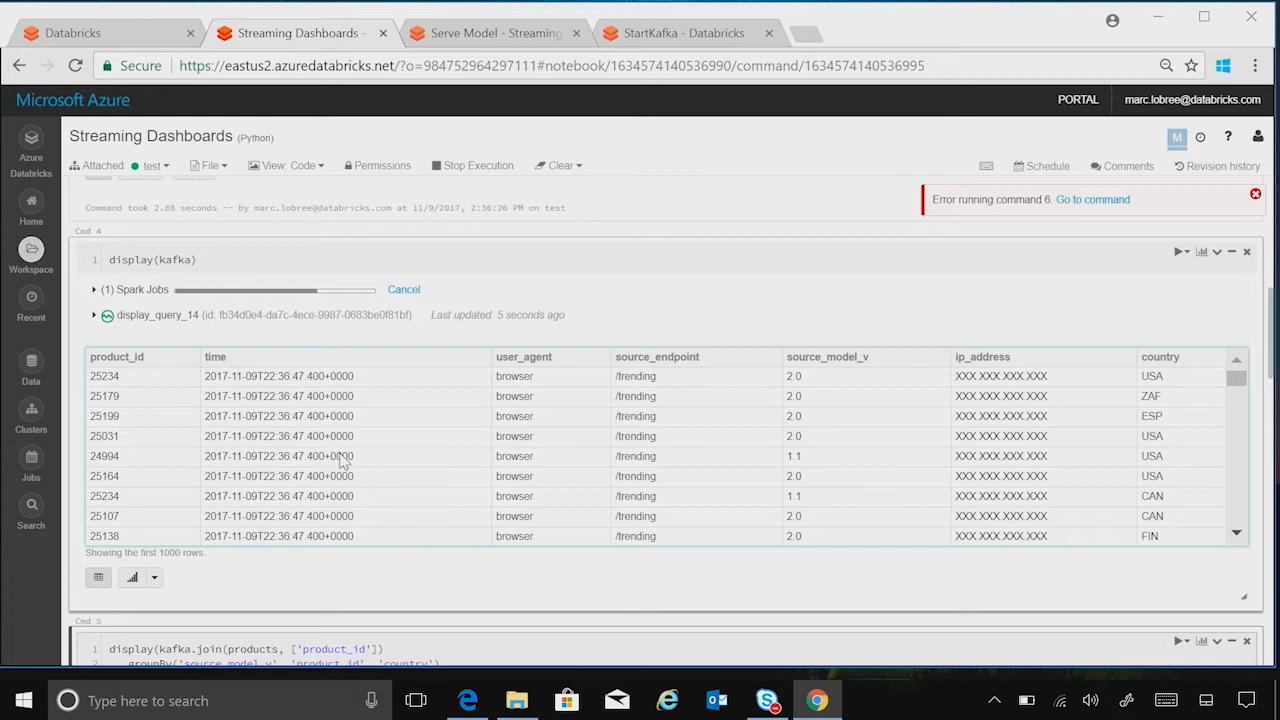 Databricks
Streaming Dashboards -
Serve Model - Streaming
StartKafka - Databricks
Secure https://eastus2.azuredatabricks.net/?o=984752964297111#notebook/1634574140536990/command/1634574140536995
Microsoft Azure
PORTAL marc.lobree@databricks.com
Azure
Databricks
Home
Workspace
Recent
Data
Clusters
Jobs
Search
Streaming Dashboards (Python)
M ?
Attached: test File View: Code Permissions Stop Execution Clear Schedule Comments Revision history
Error running command 6. Go to command
Command took 2.88 seconds -- by marc.lobree@databricks.com at 11/9/2017, 2:36:26 PM on test
Cmd 4
1 display(kafka)
(1) Spark Jobs Cancel
display_query_14 (id: fb34d0e4-da7c-4ece-9987-0683be0f81bf) Last updated: 5 seconds ago
product_id time user_agent source_endpoint source_model_v ip_address country
25234 2017-11-09T22:36:47.400+0000 browser /trending 2.0 XXX.XXX.XXX.XXX USA
25179 2017-11-09T22:36:47.400+0000 browser /trending 2.0 XXX.XXX.XXX.XXX ZAF
25199 2017-11-09T22:36:47.400+0000 browser /trending 2.0 XXX.XXX.XXX.XXX ESP
25031 2017-11-09T22:36:47.400+0000 browser /trending 2.0 XXX.XXX.XXX.XXX USA
24994 2017-11-09T22:36:47.400+0000 browser /trending 1.1 XXX.XXX.XXX.XXX USA
25164 2017-11-09T22:36:47.400+0000 browser /trending 2.0 XXX.XXX.XXX.XXX USA
25234 2017-11-09T22:36:47.400+0000 browser /trending 1.1 XXX.XXX.XXX.XXX CAN
25107 2017-11-09T22:36:47.400+0000 browser /trending 2.0 XXX.XXX.XXX.XXX CAN
25138 2017-11-09T22:36:47.400+0000 browser /trending 2.0 XXX.XXX.XXX.XXX FIN
Showing the first 1000 rows.
Cmd 5
1 display(kafka.join(products, ['product_id'])
2 groupBy('source_model_v', 'product_id', 'country')
Type here to search